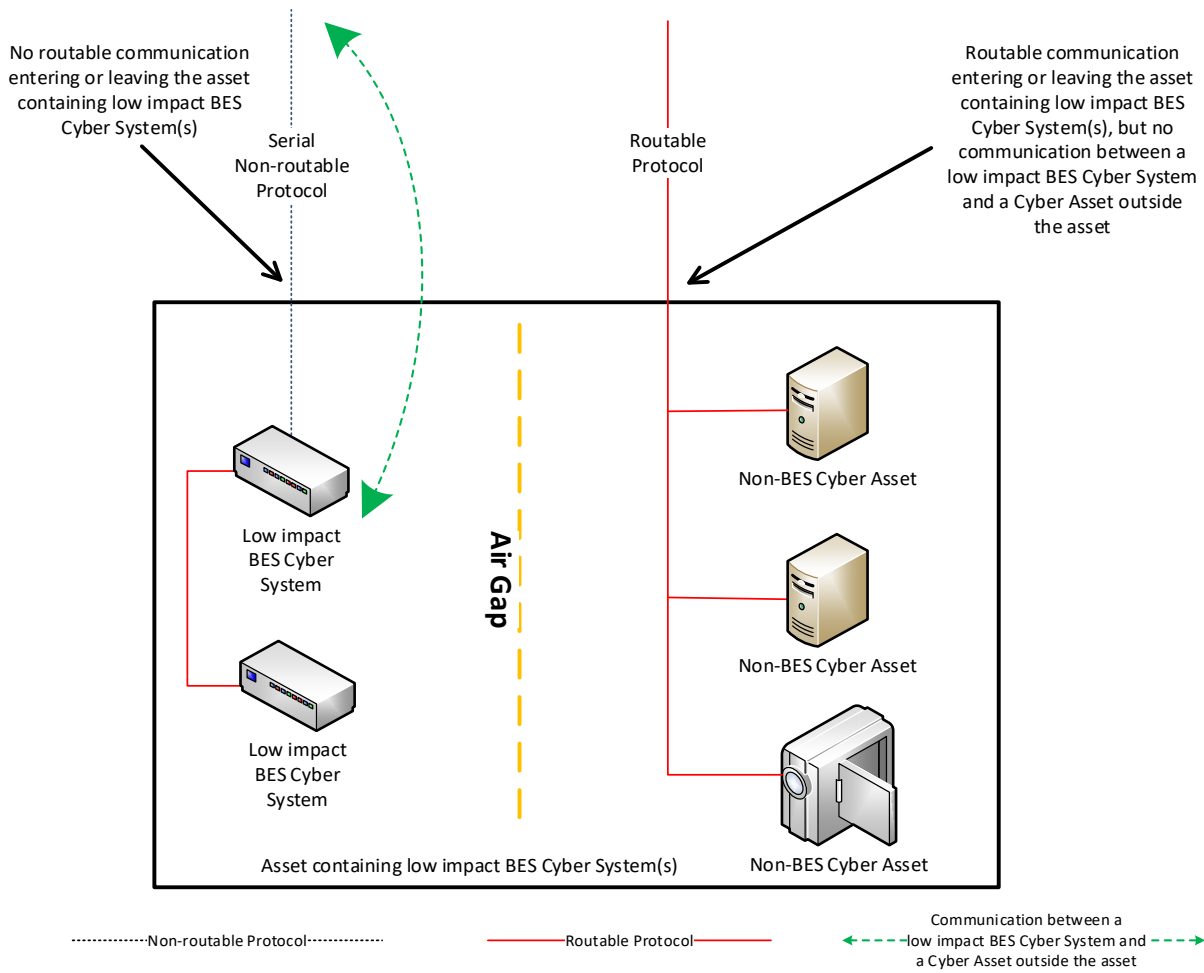 No routable communication
entering or leaving the asset
containing low impact BES
Cyber System(s)
Serial
Non-routable
Protocol
Routable
Protocol
Routable communication
entering or leaving the asset
containing low impact BES
Cyber System(s), but no
communication between a
low impact BES Cyber System
and a Cyber Asset outside
the asset
Low impact
BES Cyber
System
Low impact
BES Cyber
System
Air Gap
Non-BES Cyber Asset
Non-BES Cyber Asset
Non-BES Cyber Asset
Asset containing low impact BES Cyber System(s)
Non-routable Protocol
Routable Protocol
Communication between a
low impact BES Cyber System and
a Cyber Asset outside the asset